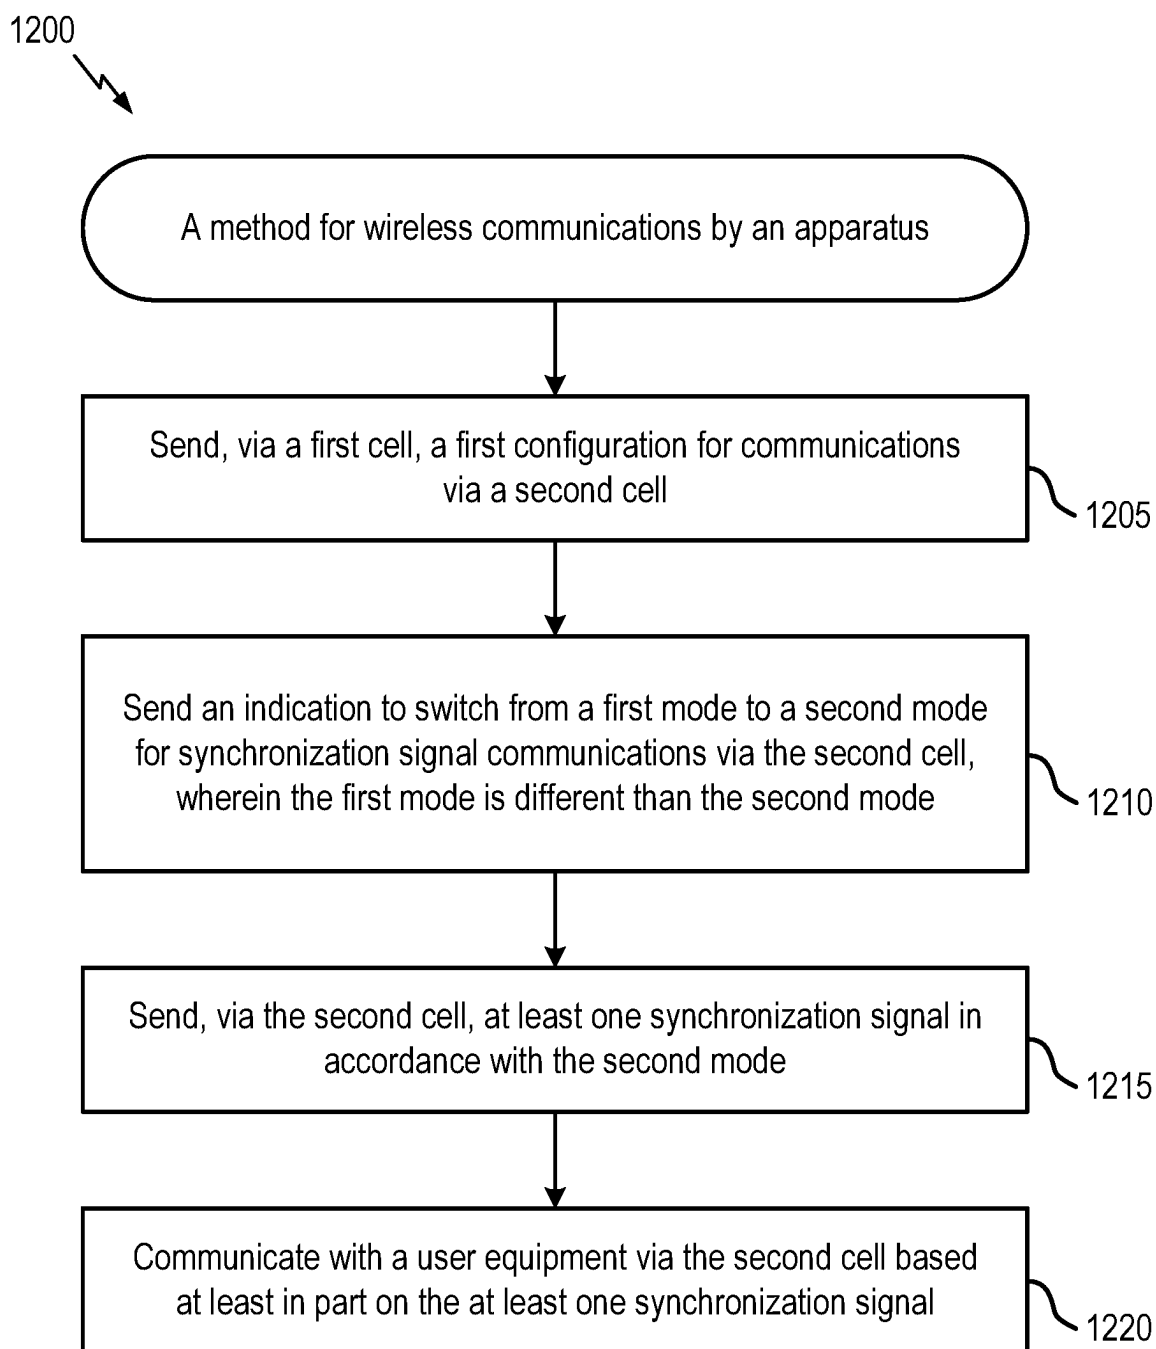 1200
A method for wireless communications by an apparatus
Send, via a first cell, a first configuration for communications
via a second cell
1205
Send an indication to switch from a first mode to a second mode
for synchronization signal communications via the second cell,
wherein the first mode is different than the second mode
1210
Send, via the second cell, at least one synchronization signal in
accordance with the second mode
1215
Communicate with a user equipment via the second cell based
at least in part on the at least one synchronization signal
1220